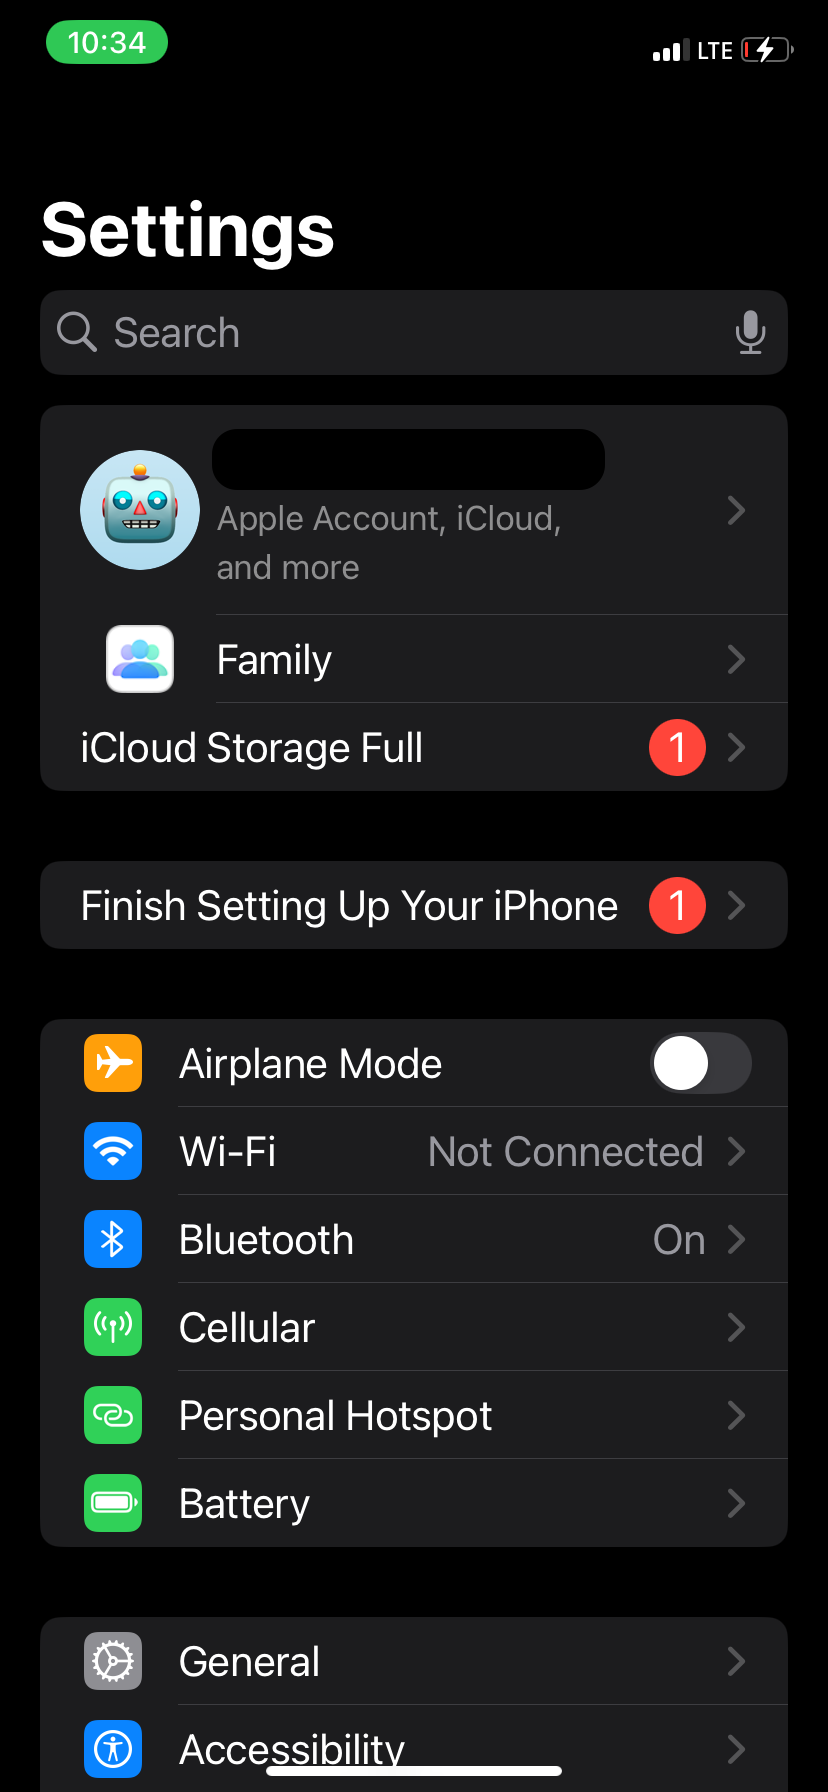 10:34
LTE
Settings
Search
Apple Account, iCloud,
and more
Family
iCloud Storage Full 1
Finish Setting Up Your iPhone 1
Airplane Mode
Wi-Fi Not Connected
Bluetooth On
Cellular
Personal Hotspot
Battery
General
Accessibility